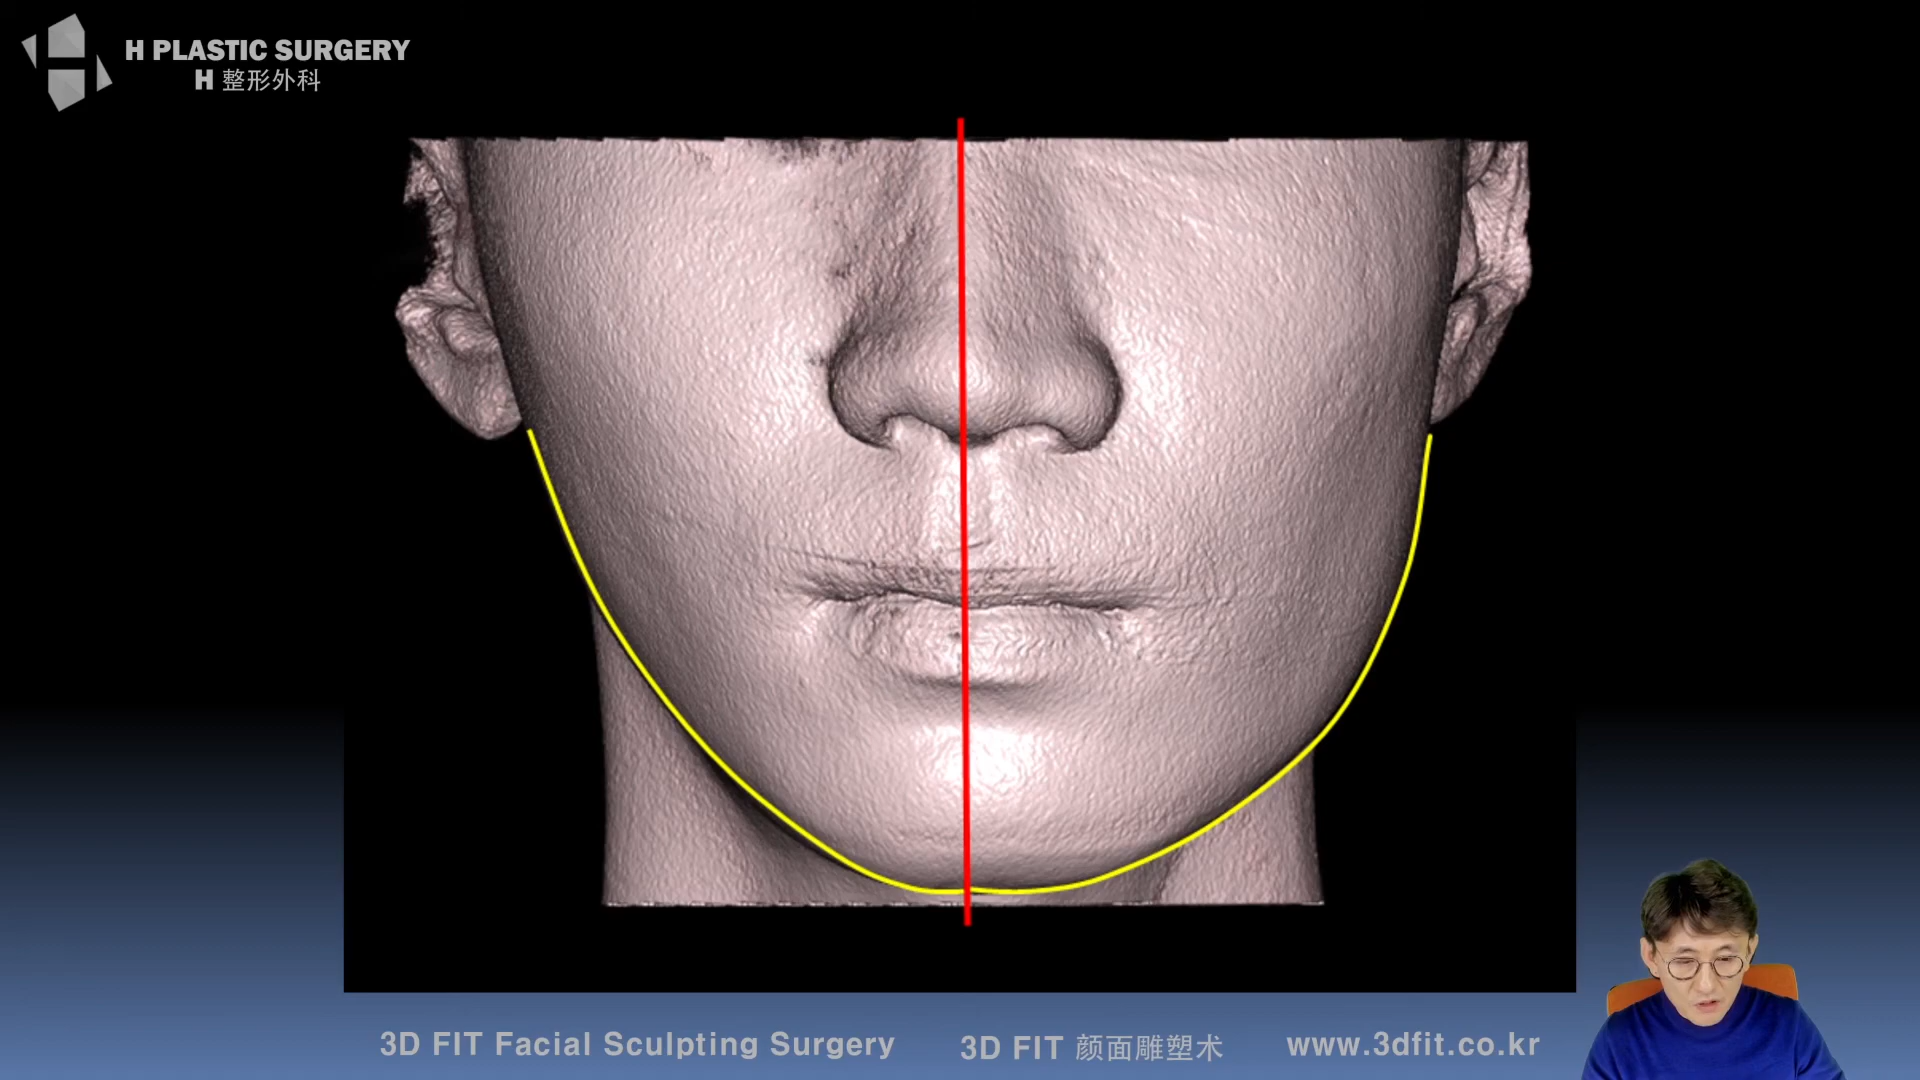 H PLASTIC SURGERY
H 整形外科
3D FIT Facial Sculpting Surgery 3D FIT 颜面雕塑术 www.3dfit.co.kr